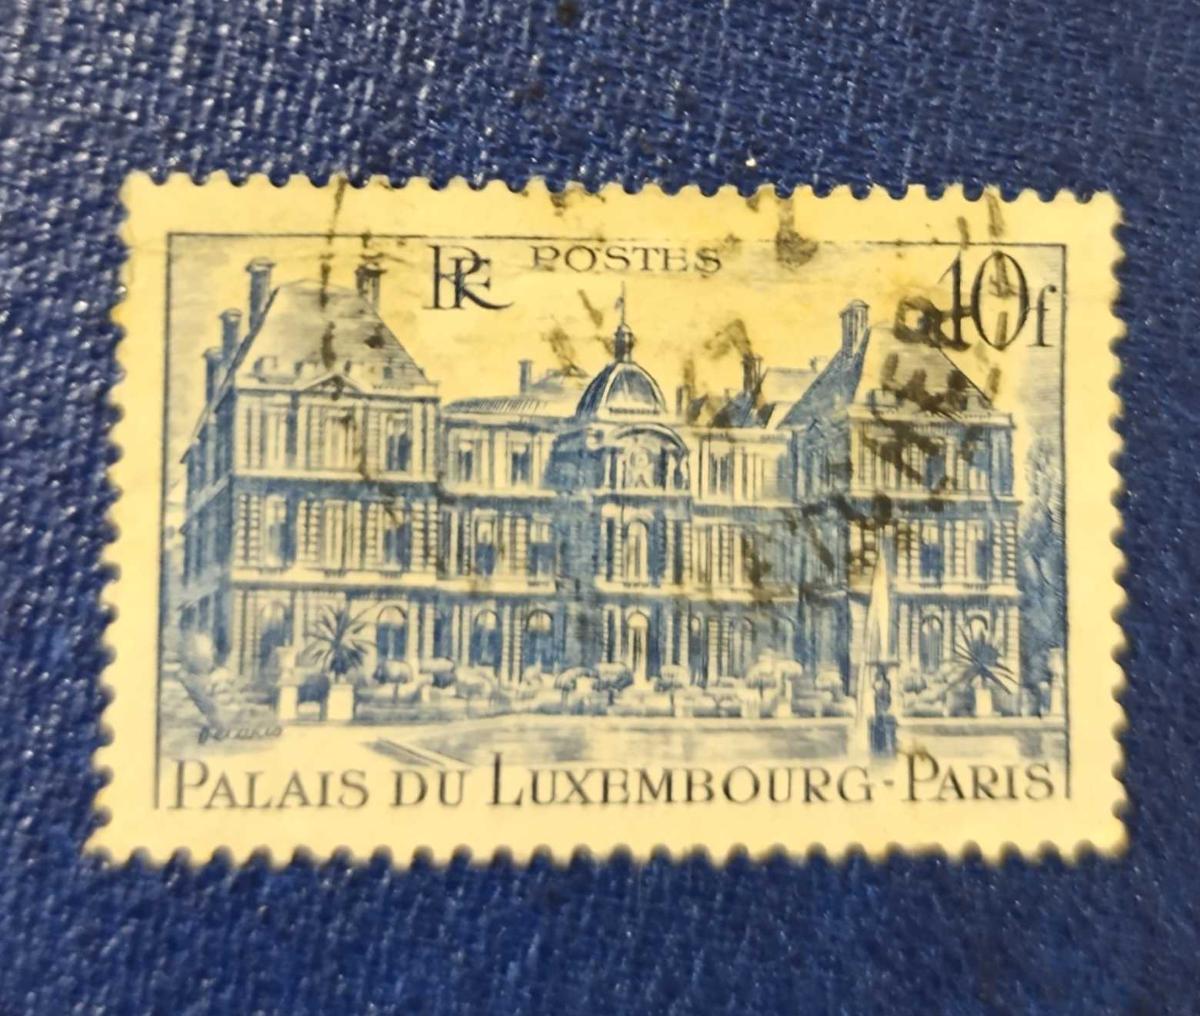 RF POSTES 10f
PALAIS DU LUXEMBOURG-PARIS